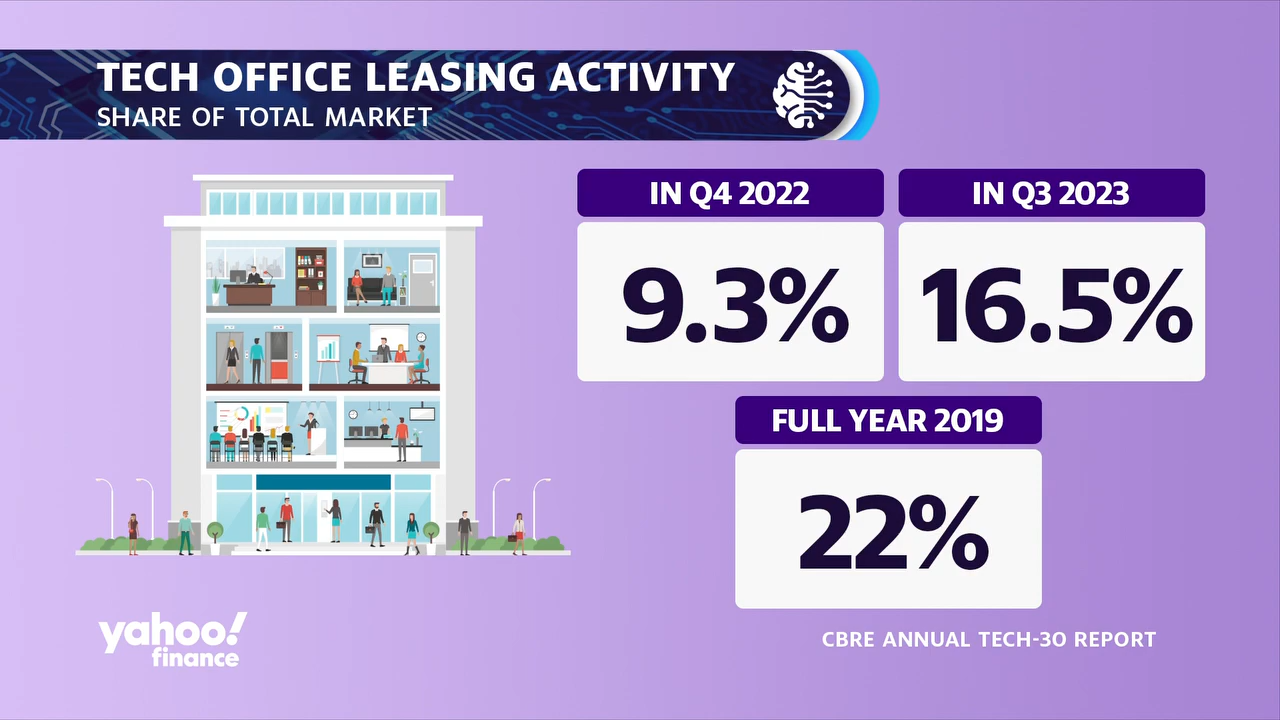 TECH OFFICE LEASING ACTIVITY
SHARE OF TOTAL MARKET
IN Q4 2022
9.3%
IN Q3 2023
16.5%
FULL YEAR 2019
22%
yahoo!
finance
CBRE ANNUAL TECH-30 REPORT